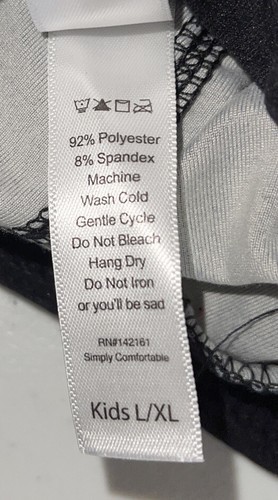 92% Polyester
8% Spandex
Machine
Wash Cold
Gentle Cycle
Do Not Bleach
Hang Dry
Do Not Iron
or you'll be sad
RN#142161
Simply Comfortable
Kids L/XL